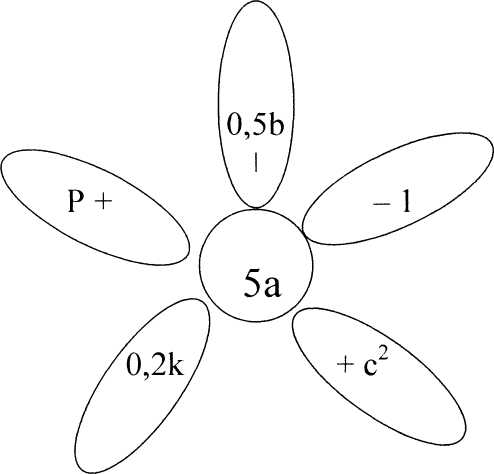 0,5b
–
P +
– 1
5a
0,2k
+ c²